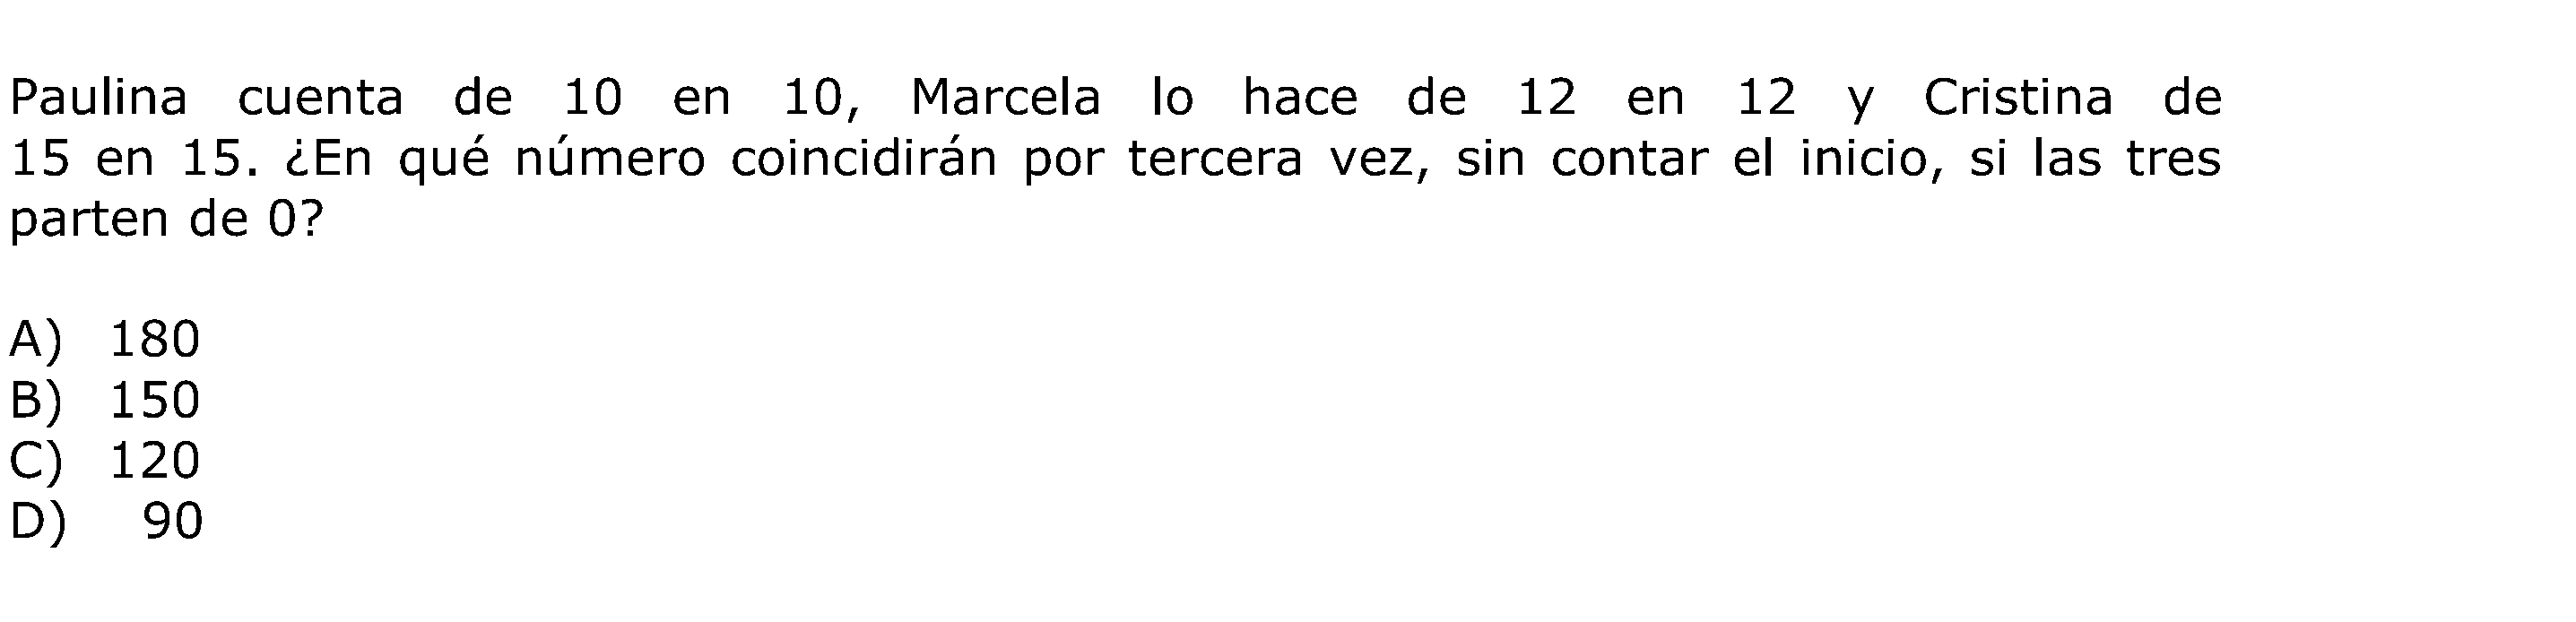 Paulina cuenta de 10 en 10, Marcela lo hace de 12 en 12 y Cristina de
15 en 15. ¿En qué número coincidirán por tercera vez, sin contar el inicio, si las tres
parten de 0?
A) 180
B) 150
C) 120
D) 90